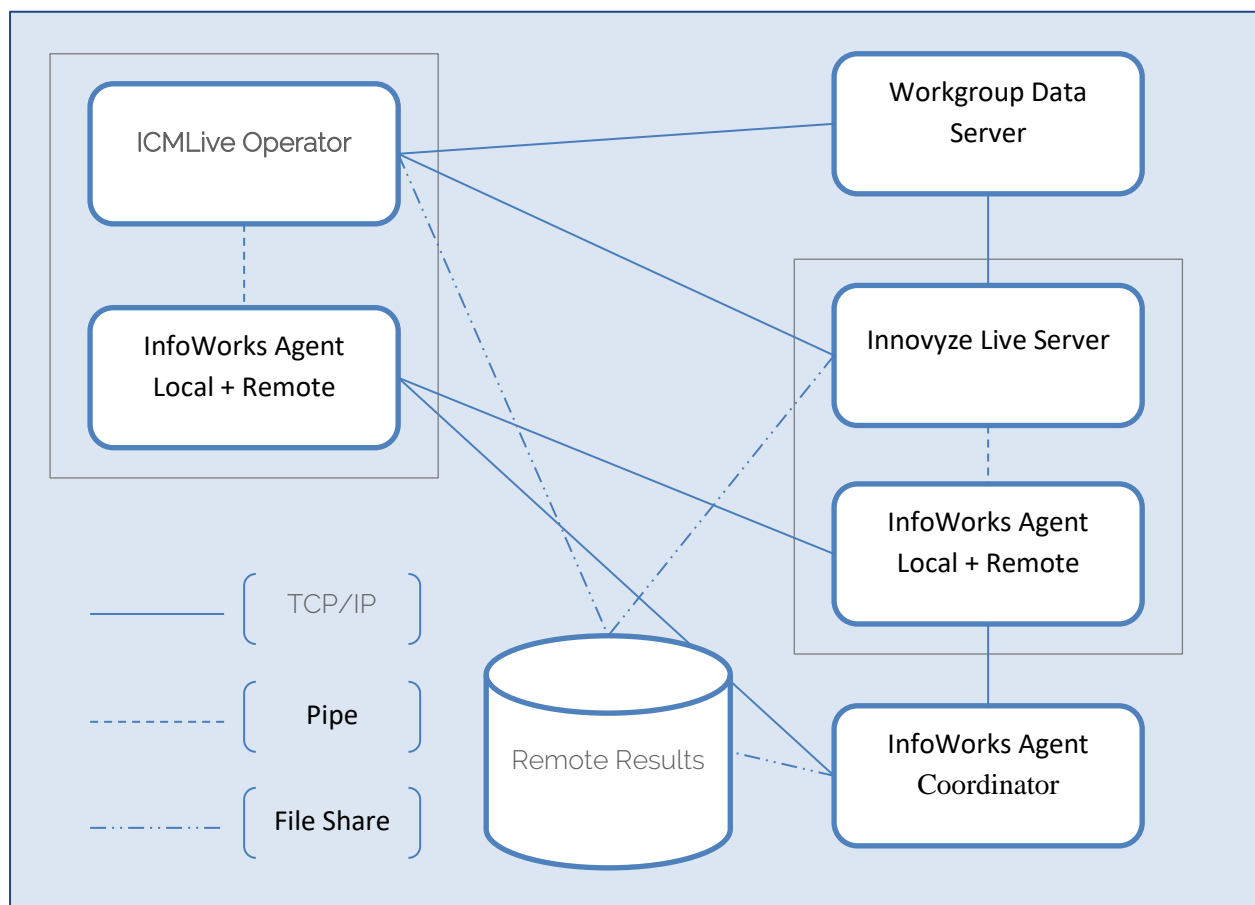 ICMLive Operator
InfoWorks Agent
Local + Remote
Workgroup Data
Server
Innovyze Live Server
InfoWorks Agent
Local + Remote
InfoWorks Agent
Coordinator
Remote Results
TCP/IP
Pipe
File Share